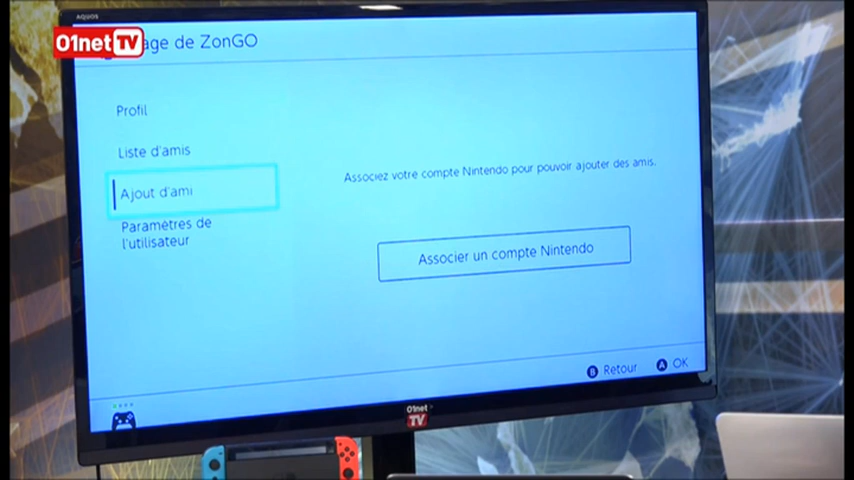 AQUOS
01net TV
age de ZonGO
Profil
Liste d'amis
Ajout d'ami
Paramètres de
l'utilisateur
Associez votre compte Nintendo pour pouvoir ajouter des amis.
Associer un compte Nintendo
B Retour A OK
01net
TV